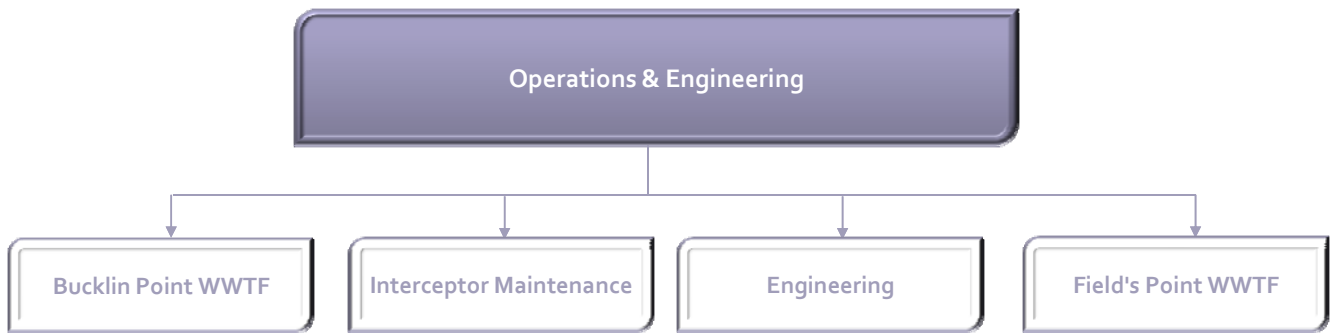 Operations & Engineering
Bucklin Point WWTF
Interceptor Maintenance
Engineering
Field's Point WWTF